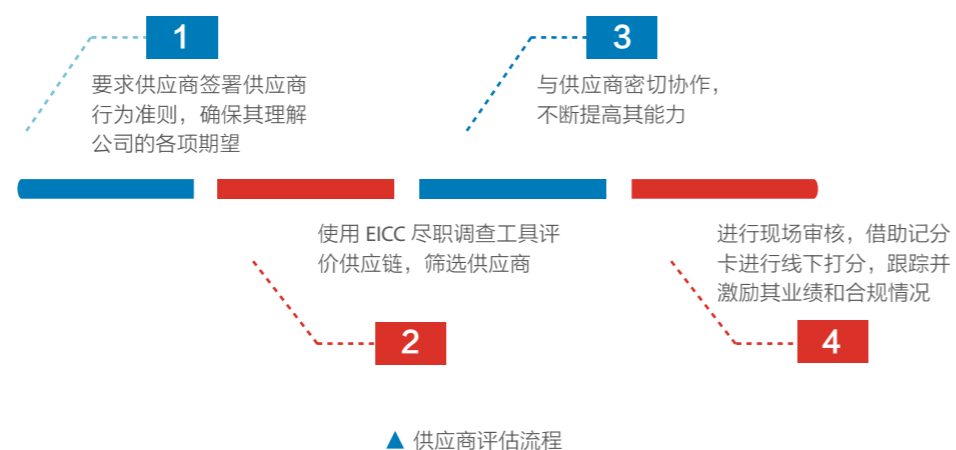 1
要求供应商签署供应商
行为准则，确保其理解
公司的各项期望
2
使用 EICC 尽职调查工具评
价供应链，筛选供应商
3
与供应商密切协作，
不断提高其能力
4
进行现场审核，借助记分
卡进行线下打分，跟踪并
激励其业绩和合规情况
▲ 供应商评估流程